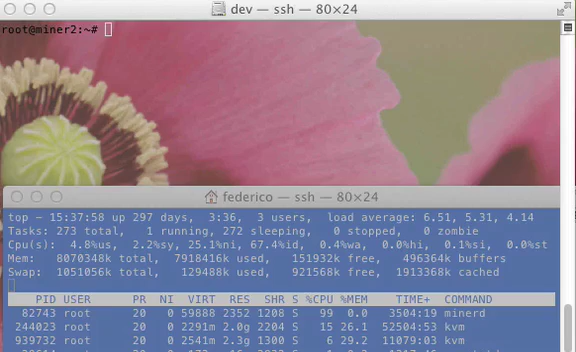 dev — ssh — 80×24
root@miner2:~#
federico — ssh — 80×24
top - 15:37:58 up 297 days,  3:36,  3 users,  load average: 6.51, 5.31, 4.14
Tasks: 273 total,   1 running, 272 sleeping,   0 stopped,   0 zombie
Cpu(s):  4.8%us,  2.2%sy, 25.1%ni, 67.4%id,  0.4%wa,  0.0%hi,  0.1%si,  0.0%st
Mem:   8070348k total,  7918416k used,   151932k free,   496364k buffers
Swap:  1051056k total,   129488k used,   921568k free,  1913368k cached
PID USER      PR  NI  VIRT  RES  SHR S %CPU %MEM    TIME+  COMMAND
82743 root      20   0 59888 2352 1208 S   99  0.0   3504:19 minerd
244023 root      20   0 2291m 2.0g 2204 S   15 26.1  52504:53 kvm
939732 root      20   0 2541m 2.3g 1300 S    6 29.2  11079:03 kvm